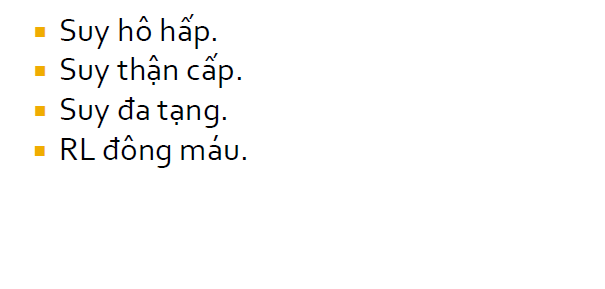 ▪ Suy hô hấp.
▪ Suy thận cấp.
▪ Suy đa tạng.
▪ RL đông máu.